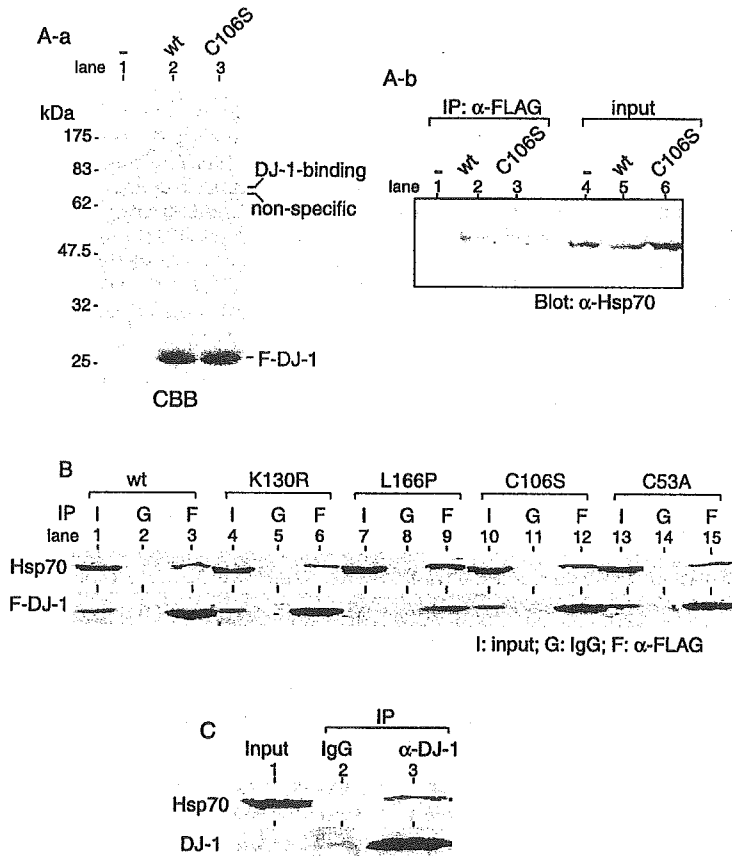 A-a
- wt C106S
lane 1 2 3
kDa
175-
83-
62-
47.5-
32-
25-
DJ-1-binding
non-specific
F-DJ-1
CBB
A-b
IP: α-FLAG input
- wt C106S - wt C106S
lane 1 2 3 4 5 6
Blot: α-Hsp70
B
wt K130R L166P C106S C53A
IP I G F I G F I G F I G F I G F
lane 1 2 3 4 5 6 7 8 9 10 11 12 13 14 15
Hsp70
F-DJ-1
I: input; G: IgG; F: α-FLAG
C
IP
Input IgG α-DJ-1
1 2 3
Hsp70
DJ-1